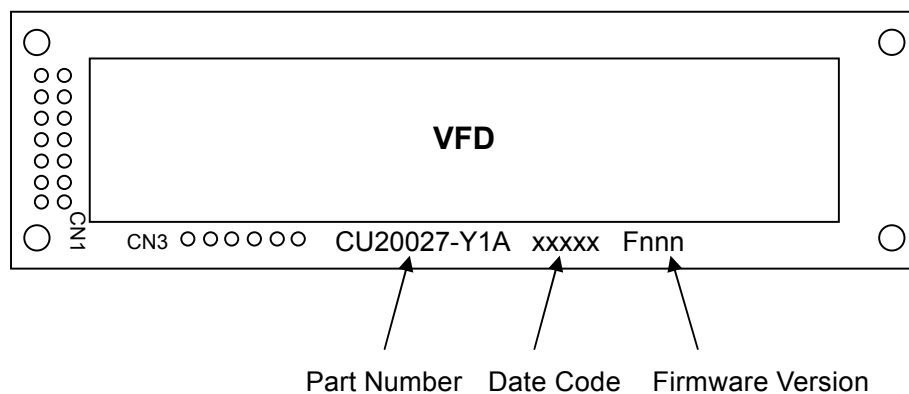 VFD
CN1
CN3 CU20027-Y1A xxxxx Fnnn
Part Number Date Code Firmware Version